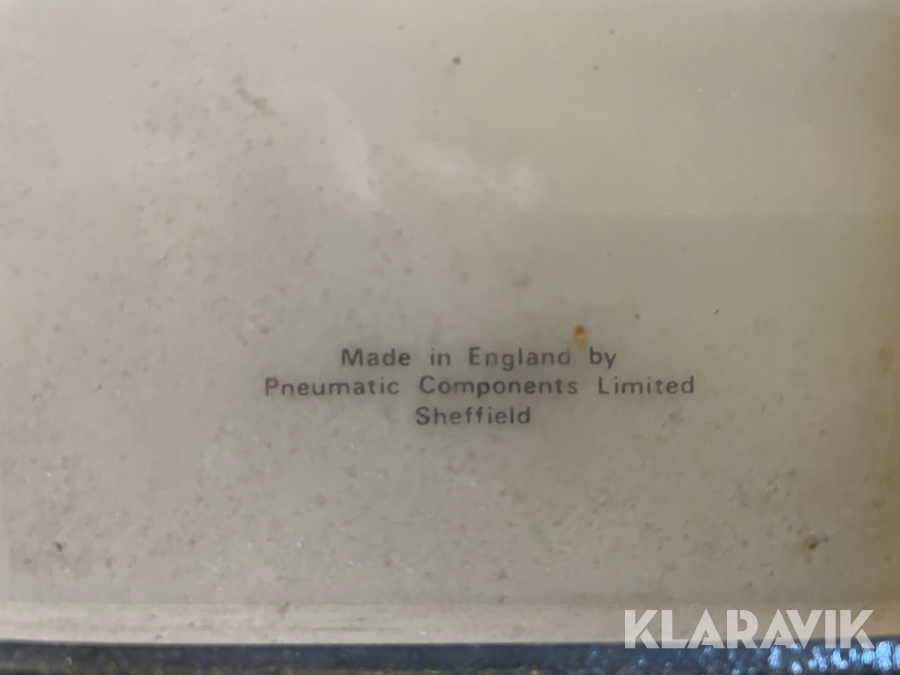 Made in England by
Pneumatic Components Limited
Sheffield
KLARAVIK